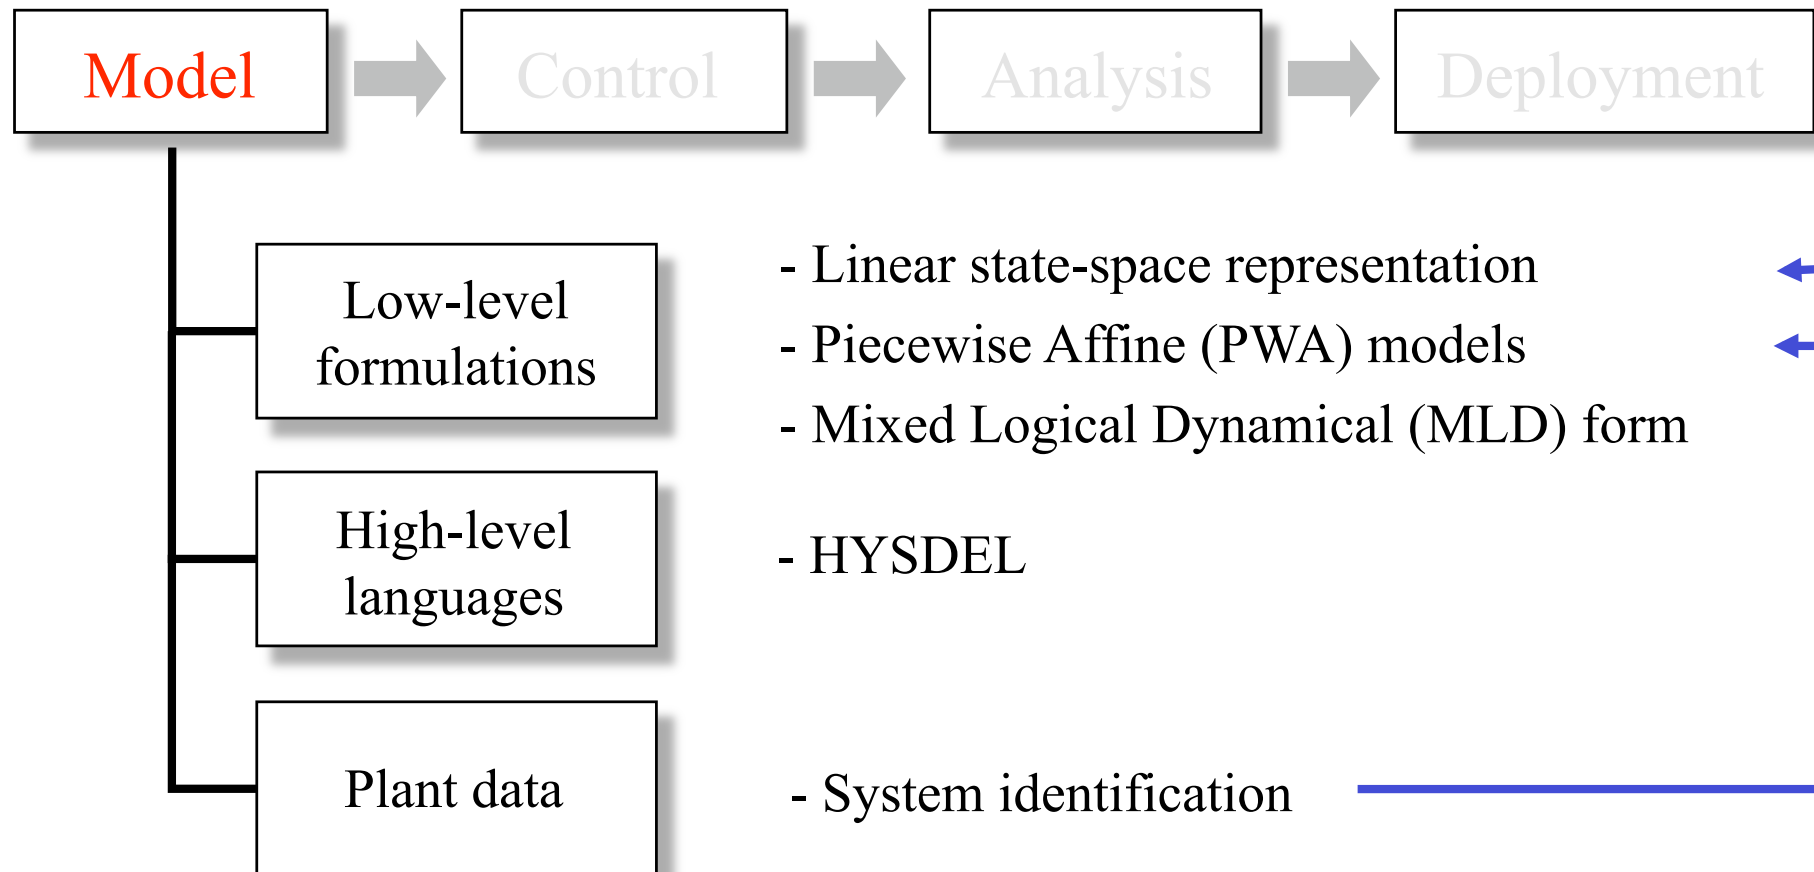 Model
Control
Analysis
Deployment
Low-level
formulations
- Linear state-space representation
- Piecewise Affine (PWA) models
- Mixed Logical Dynamical (MLD) form
High-level
languages
- HYSDEL
Plant data
- System identification